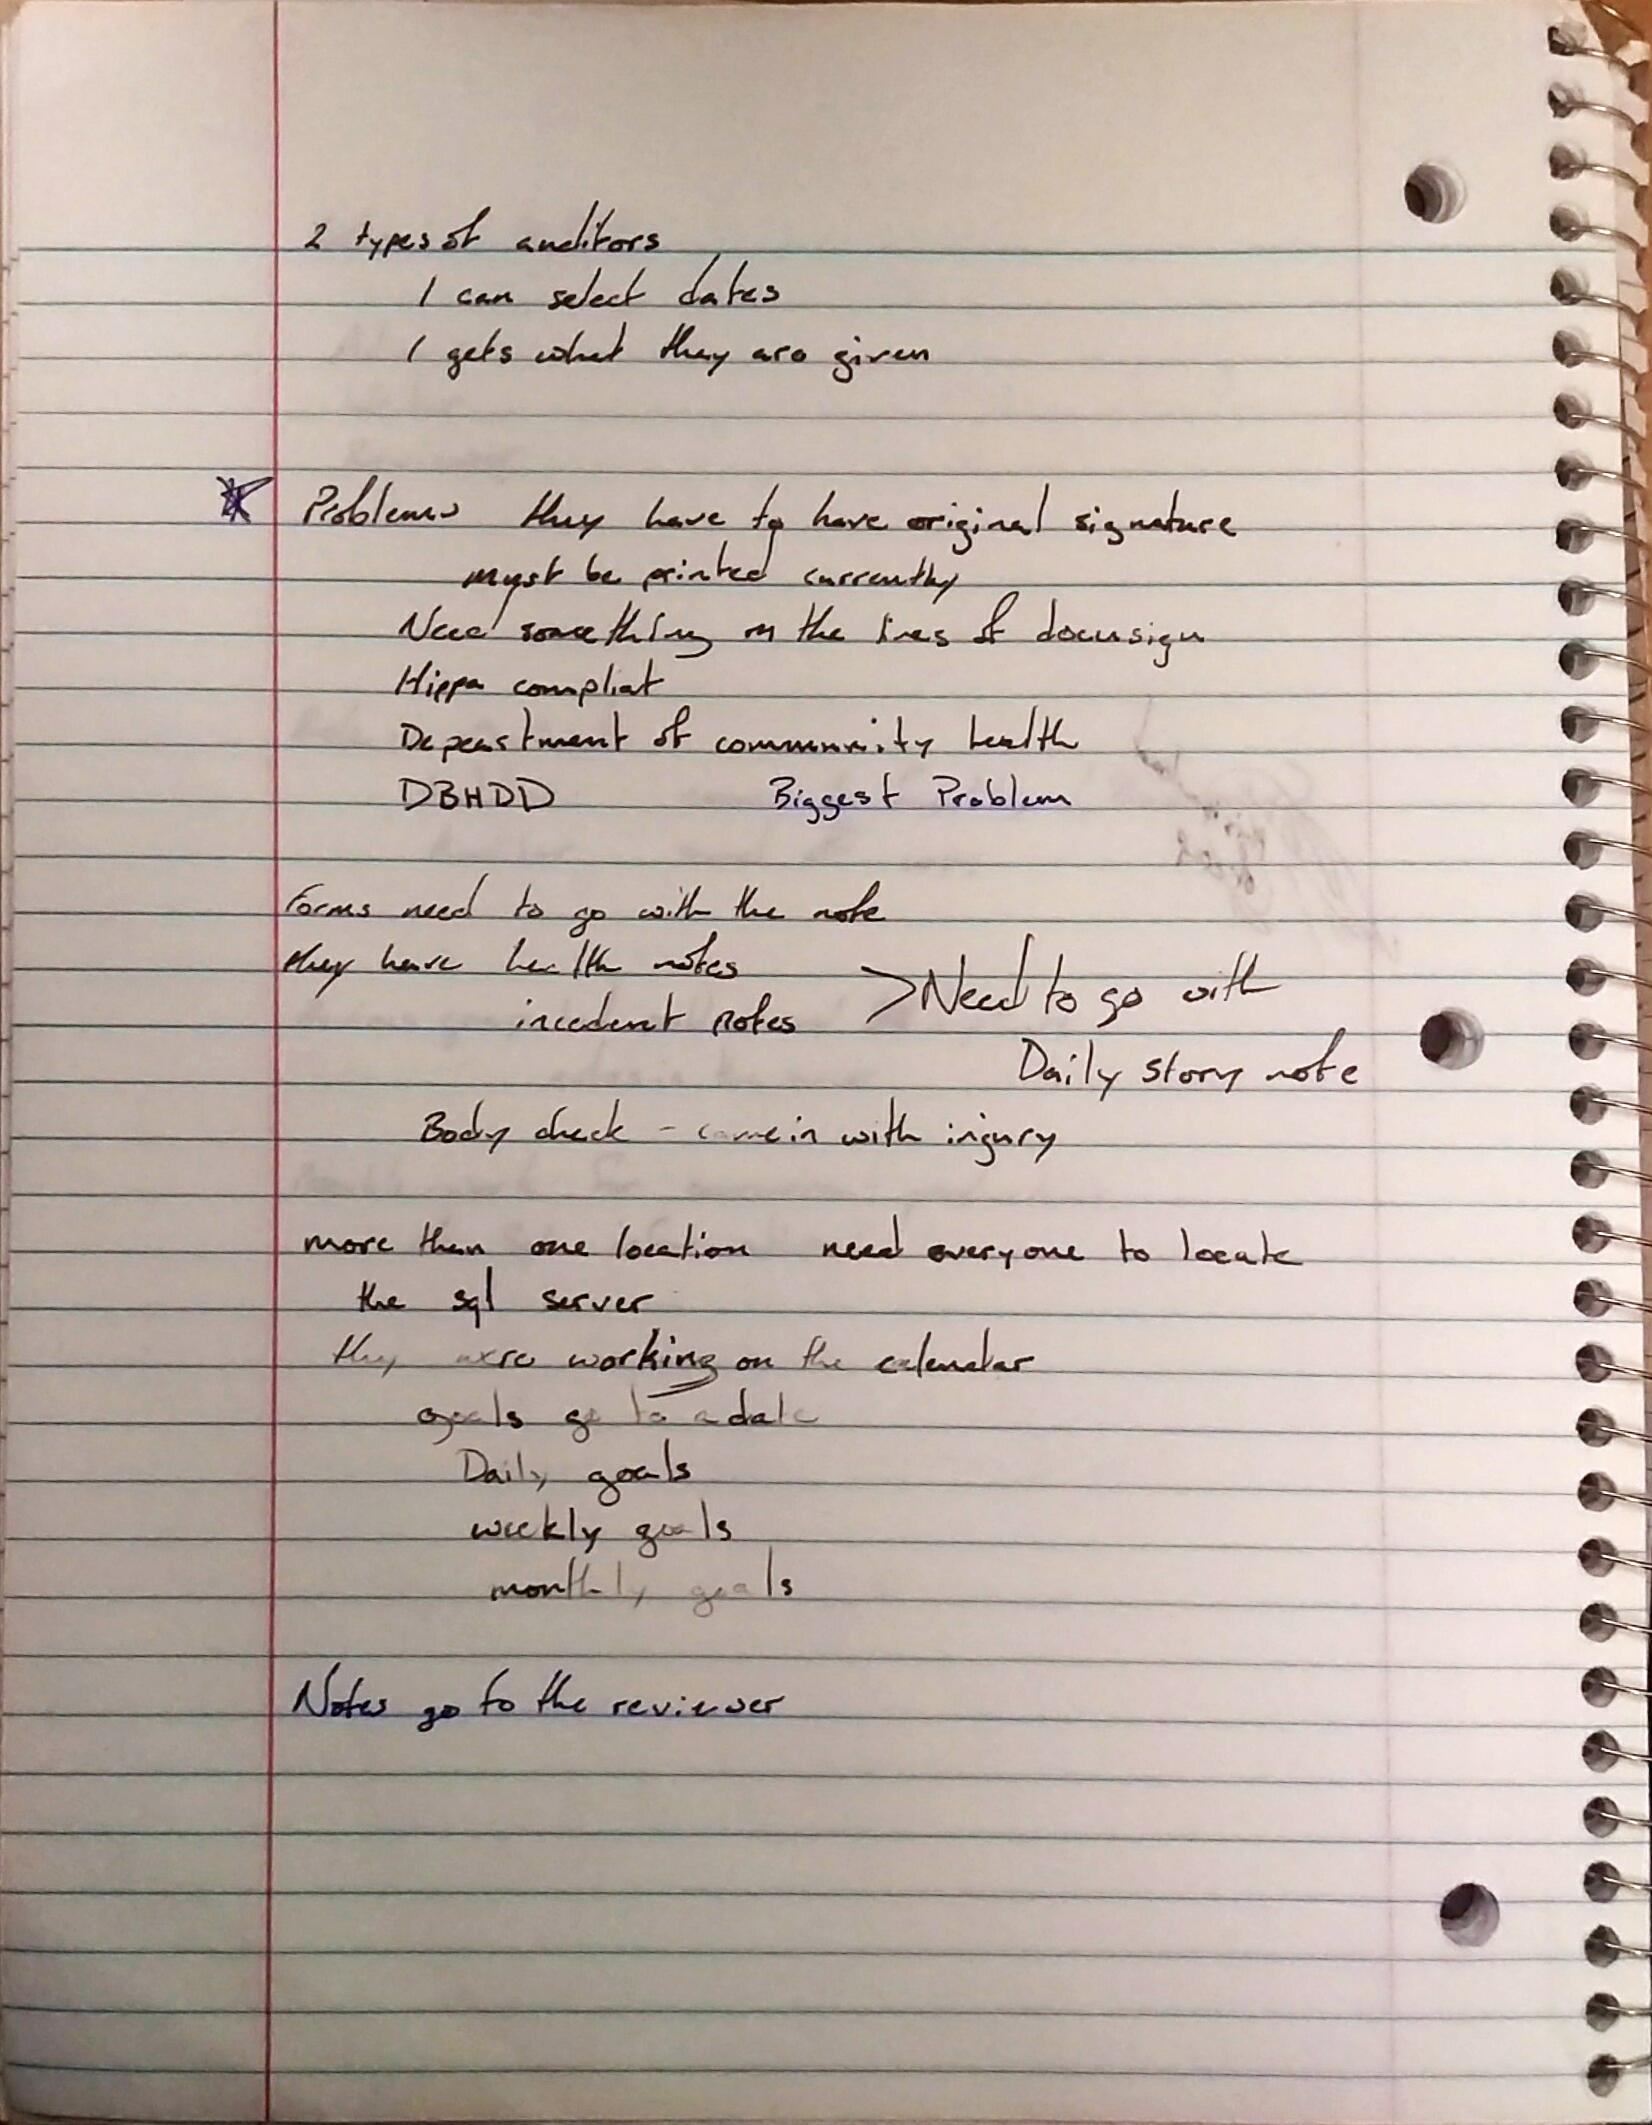 2 types of auditors
1 can select dates
1 gets what they are given
Problems they have to have original signature
must be printed currently
Need something on the lines of docusign
Hippa compliat
Depeastment of community health
DBHDD Biggest Problem
Forms need to go with the note
they have health notes
incedent notes
> Need to go with
Daily story note
Body check - came in with injury
more than one location need everyone to locate
the sql server
they were working on the calendar
goals go to a date
Daily goals
weekly goals
monthly goals
Notes go to the reviewer